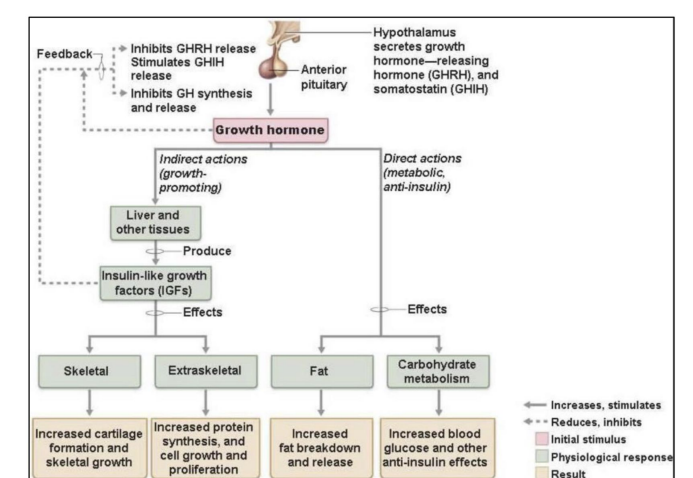 Feedback
Inhibits GHRH release
Stimulates GHIH
release
Inhibits GH synthesis
and release
Anterior
pituitary
Hypothalamus
secretes growth
hormone—releasing
hormone (GHRH), and
somatostatin (GHIH)
Growth hormone
Indirect actions
(growth-
promoting)
Direct actions
(metabolic,
anti-insulin)
Liver and
other tissues
Produce
Insulin-like growth
factors (IGFs)
Effects
Effects
Skeletal
Extraskeletal
Fat
Carbohydrate
metabolism
Increased cartilage
formation and
skeletal growth
Increased protein
synthesis, and
cell growth and
proliferation
Increased
fat breakdown
and release
Increased blood
glucose and other
anti-insulin effects
Increases, stimulates
Reduces, inhibits
Initial stimulus
Physiological response
Result